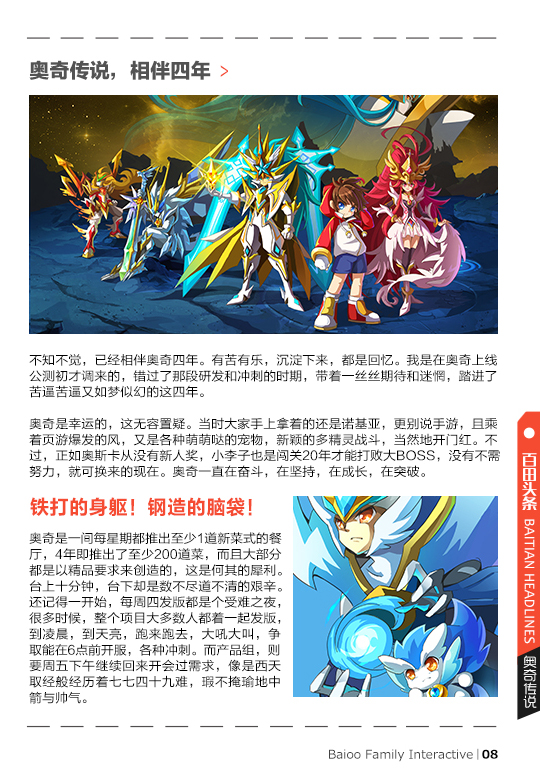 奥奇传说，相伴四年 >
不知不觉，已经相伴奥奇四年。有苦有乐，沉淀下来，都是回忆。我是在奥奇上线
公测初才调来的，错过了那段研发和冲刺的时期，带着一丝丝期待和迷惘，踏进了
苦逼苦逼又如梦似幻的这四年。
奥奇是幸运的，这无容置疑。当时大家手上拿着的还是诺基亚，更别说手游，且乘
着页游爆发的风，又是各种萌萌哒的宠物，新颖的多精灵战斗，当然地开门红。不
过，正如奥斯卡从没有新人奖，小李子也是闯关20年才能打败大BOSS，没有不需
努力，就可换来的现在。奥奇一直在奋斗，在坚持，在成长，在突破。
铁打的身躯！钢造的脑袋！
奥奇是一间每星期都推出至少1道新菜式的餐
厅，4年即推出了至少200道菜，而且大部分
都是以精品要求来创造的，这是何其的犀利。
台上十分钟，台下却是数不尽道不清的艰辛。
还记得一开始，每周四发版都是个受难之夜，
很多时候，整个项目大多数人都着一起发版，
到凌晨，到天亮，跑来跑去，大吼大叫，争
取能在6点前开服，各种冲刺。而产品组，则
要周五下午继续回来开会过需求，像是西天
取经般经历着七七四十九难，瑕不掩瑜地中
箭与帅气。
百田头条
BAITIAN HEADLINES
奥奇传说
Baioo Family Interactive | 08